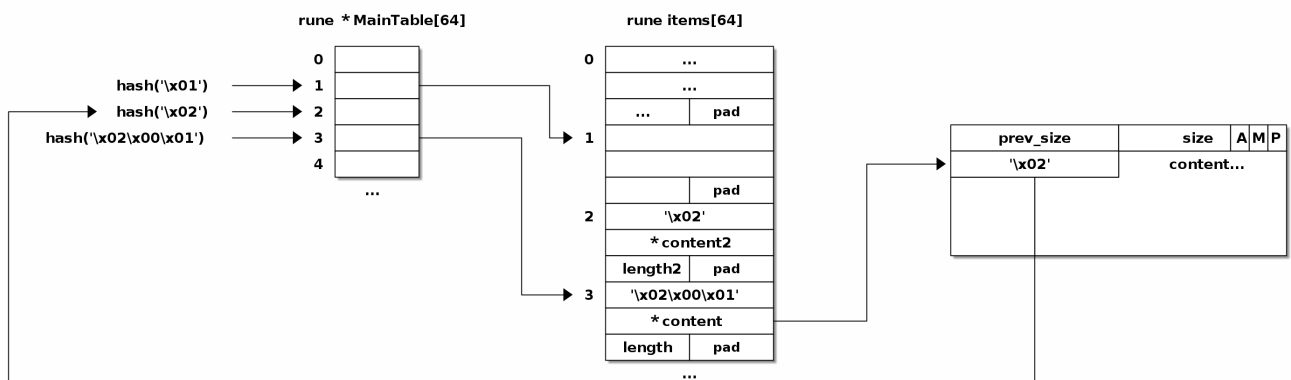 rune *MainTable[64]
rune items[64]
0
1
2
3
4
...
hash('\x01')
hash('\x02')
hash('\x02\x00\x01')
0
...
...
... pad
1
pad
2
'\x02'
*content2
length2 pad
3
'\x02\x00\x01'
*content
length pad
...
prev_size size A M P
'\x02' content...